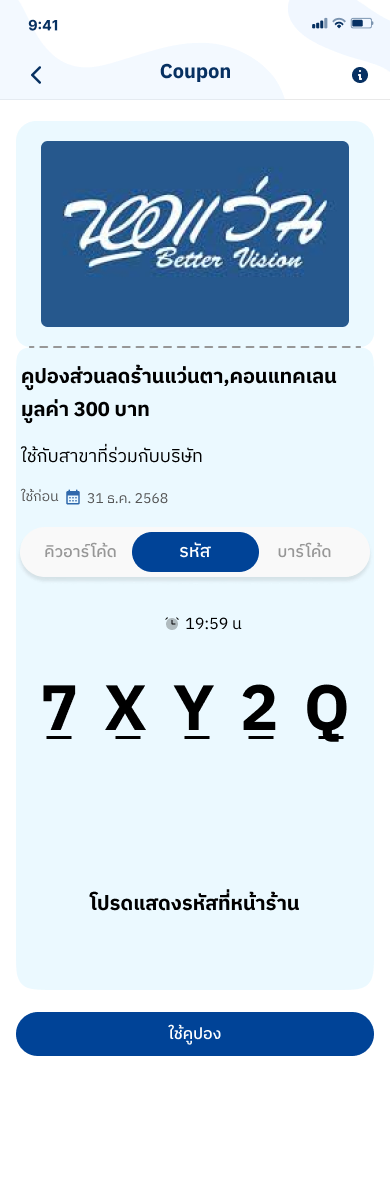 9:41
Coupon
หอแว่น
Better Vision
คูปองส่วนลดร้านแว่นตา,คอนแทคเลน
มูลค่า 300 บาท
ใช้กับสาขาที่ร่วมกับบริษัท
ใช้ก่อน 31 ธ.ค. 2568
คิวอาร์โค้ด รหัส บาร์โค้ด
19:59 น
7 X Y 2 Q
โปรดแสดงรหัสที่หน้าร้าน
ใช้คูปอง